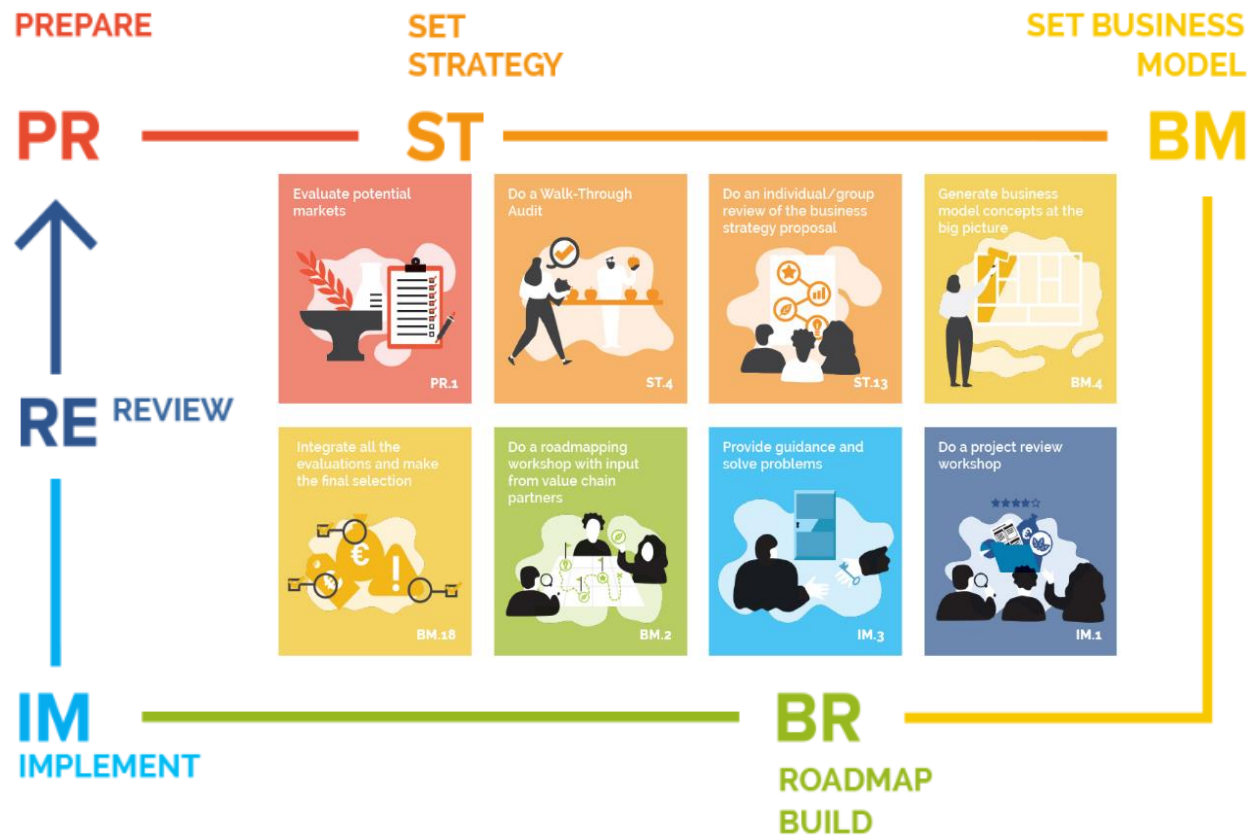 PREPARE
SET
STRATEGY
SET BUSINESS
MODEL
PR
ST
BM
Evaluate potential
markets
PR.1
Do a Walk-Through
Audit
ST.4
Do an individual/group
review of the business
strategy proposal
ST.13
Generate business
model concepts at the
big picture
BM.4
RE
REVIEW
Integrate all the
evaluations and make
the final selection
BM.18
Do a roadmapping
workshop with input
from value chain
partners
BM.2
Provide guidance and
solve problems
IM.3
Do a project review
workshop
IM.1
IM
IMPLEMENT
BR
ROADMAP
BUILD